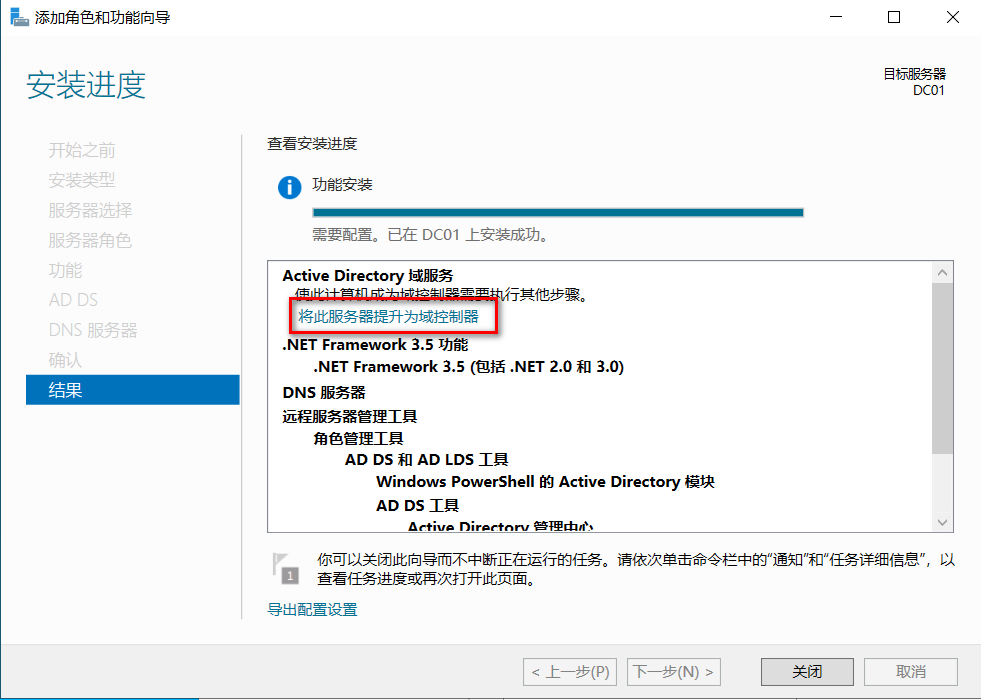 添加角色和功能向导
安装进度
目标服务器
DC01
开始之前
安装类型
服务器选择
服务器角色
功能
AD DS
DNS 服务器
确认
结果
查看安装进度
功能安装
需要配置。已在 DC01 上安装成功。
Active Directory 域服务
使此计算机成为域控制器需要执行其他步骤。
将此服务器提升为域控制器
.NET Framework 3.5 功能
.NET Framework 3.5 (包括 .NET 2.0 和 3.0)
DNS 服务器
远程服务器管理工具
角色管理工具
AD DS 和 AD LDS 工具
Windows PowerShell 的 Active Directory 模块
AD DS 工具
Active Directory 管理中心
1
你可以关闭此向导而不中断正在运行的任务。请依次单击命令栏中的“通知”和“任务详细信息”，以
查看任务进度或再次打开此页面。
导出配置设置
< 上一步(P)
下一步(N) >
关闭
取消